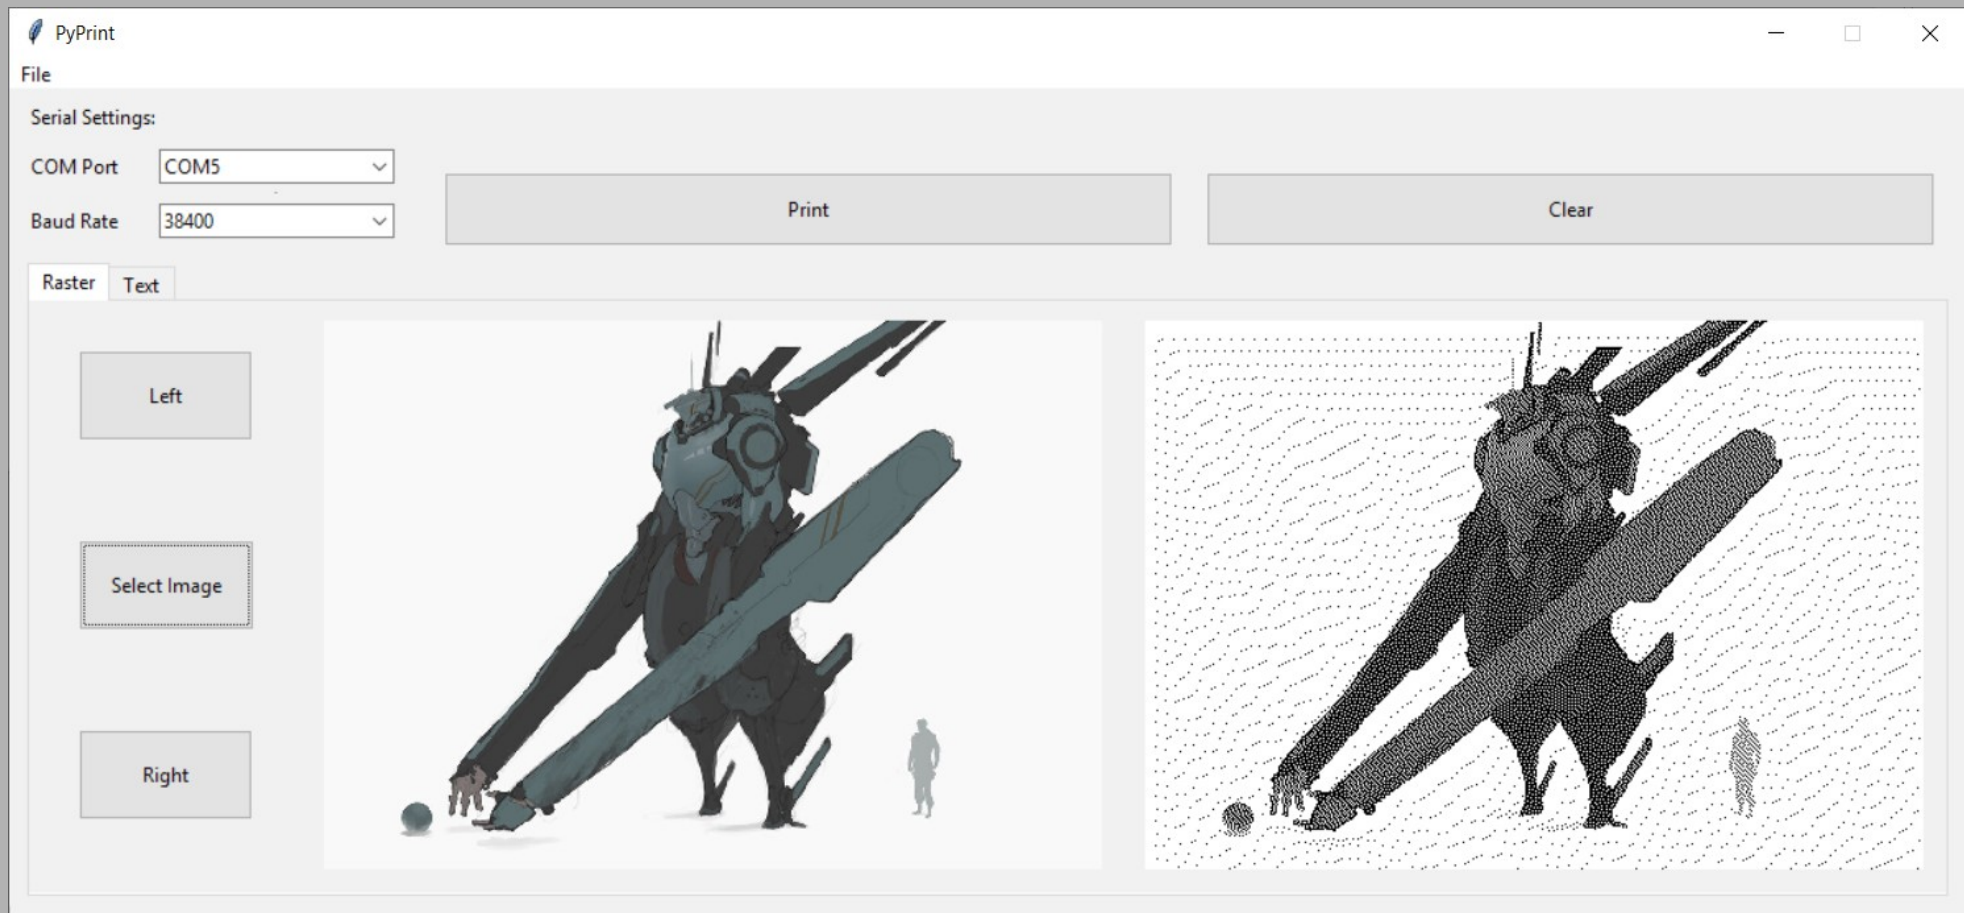 PyPrint
File
Serial Settings:
COM Port COM5
Baud Rate 38400
Print
Clear
Raster Text
Left
Select Image
Right